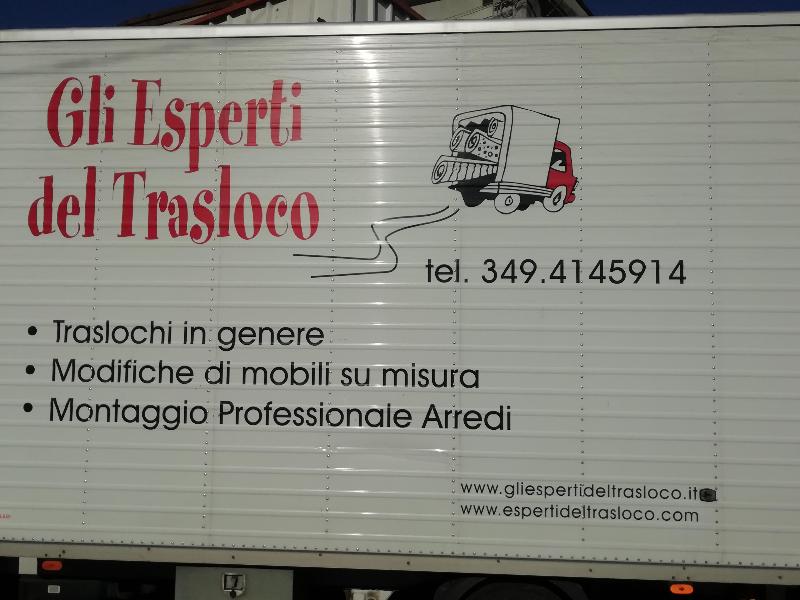 Gli Esperti
del Trasloco
tel. 349.4145914
• Traslochi in genere
• Modifiche di mobili su misura
• Montaggio Professionale Arredi
www.gliespertideltrasloco.it
www.espertideltrasloco.com